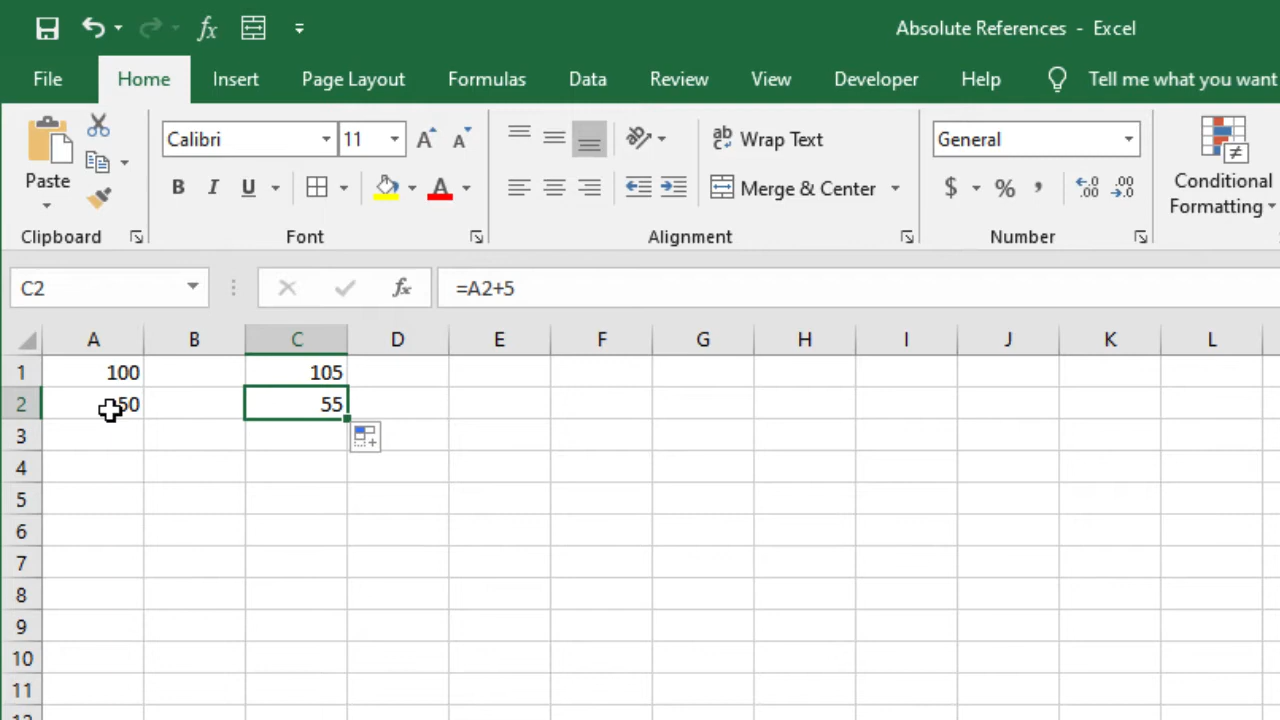 Absolute References - Excel
File Home Insert Page Layout Formulas Data Review View Developer Help Tell me what you want
Paste
Calibri 11
Wrap Text
General
B I U A
Merge & Center
$ % ,
Conditional
Formatting
Clipboard Font Alignment Number
C2 fx =A2+5
A B C D E F G H I J K L
1 100 105
2 50 55
3
4
5
6
7
8
9
10
11